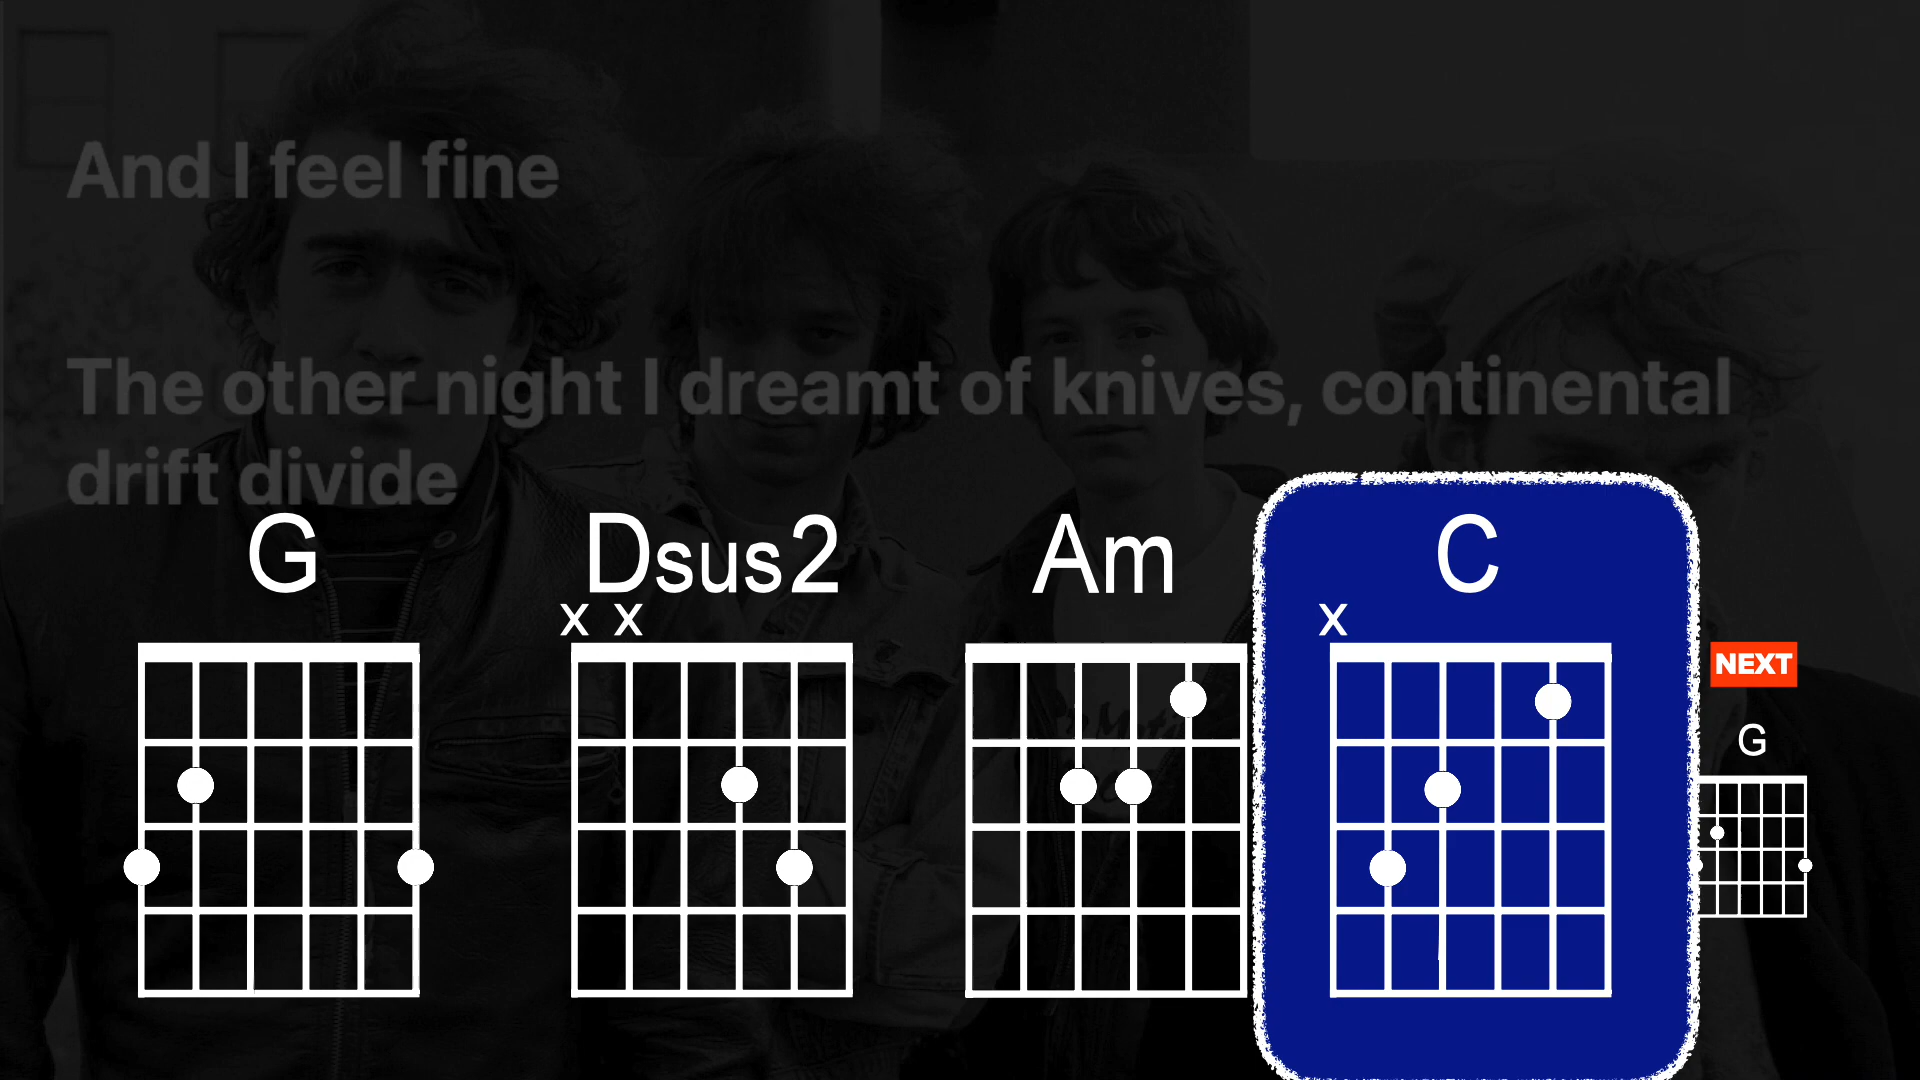 And I feel fine
The other night I dreamt of knives, continental
drift divide
G
Dsus2
Am
C
x x
x
NEXT
G